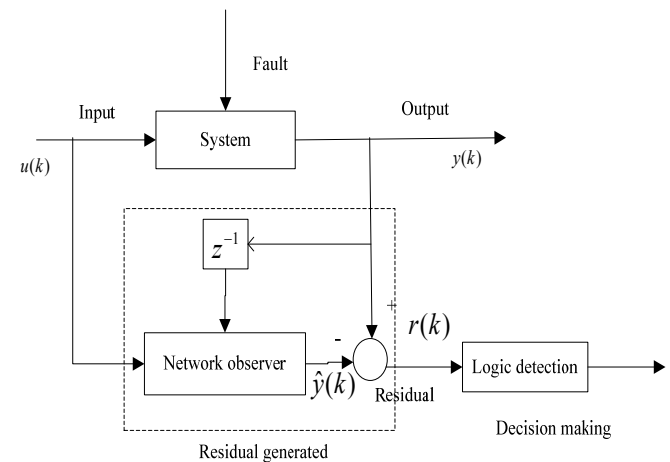 Fault
Input
Output
System
u(k)
y(k)
z⁻¹
+
-
r(k)
Network observer
ŷ(k)
Logic detection
Residual
Decision making
Residual generated